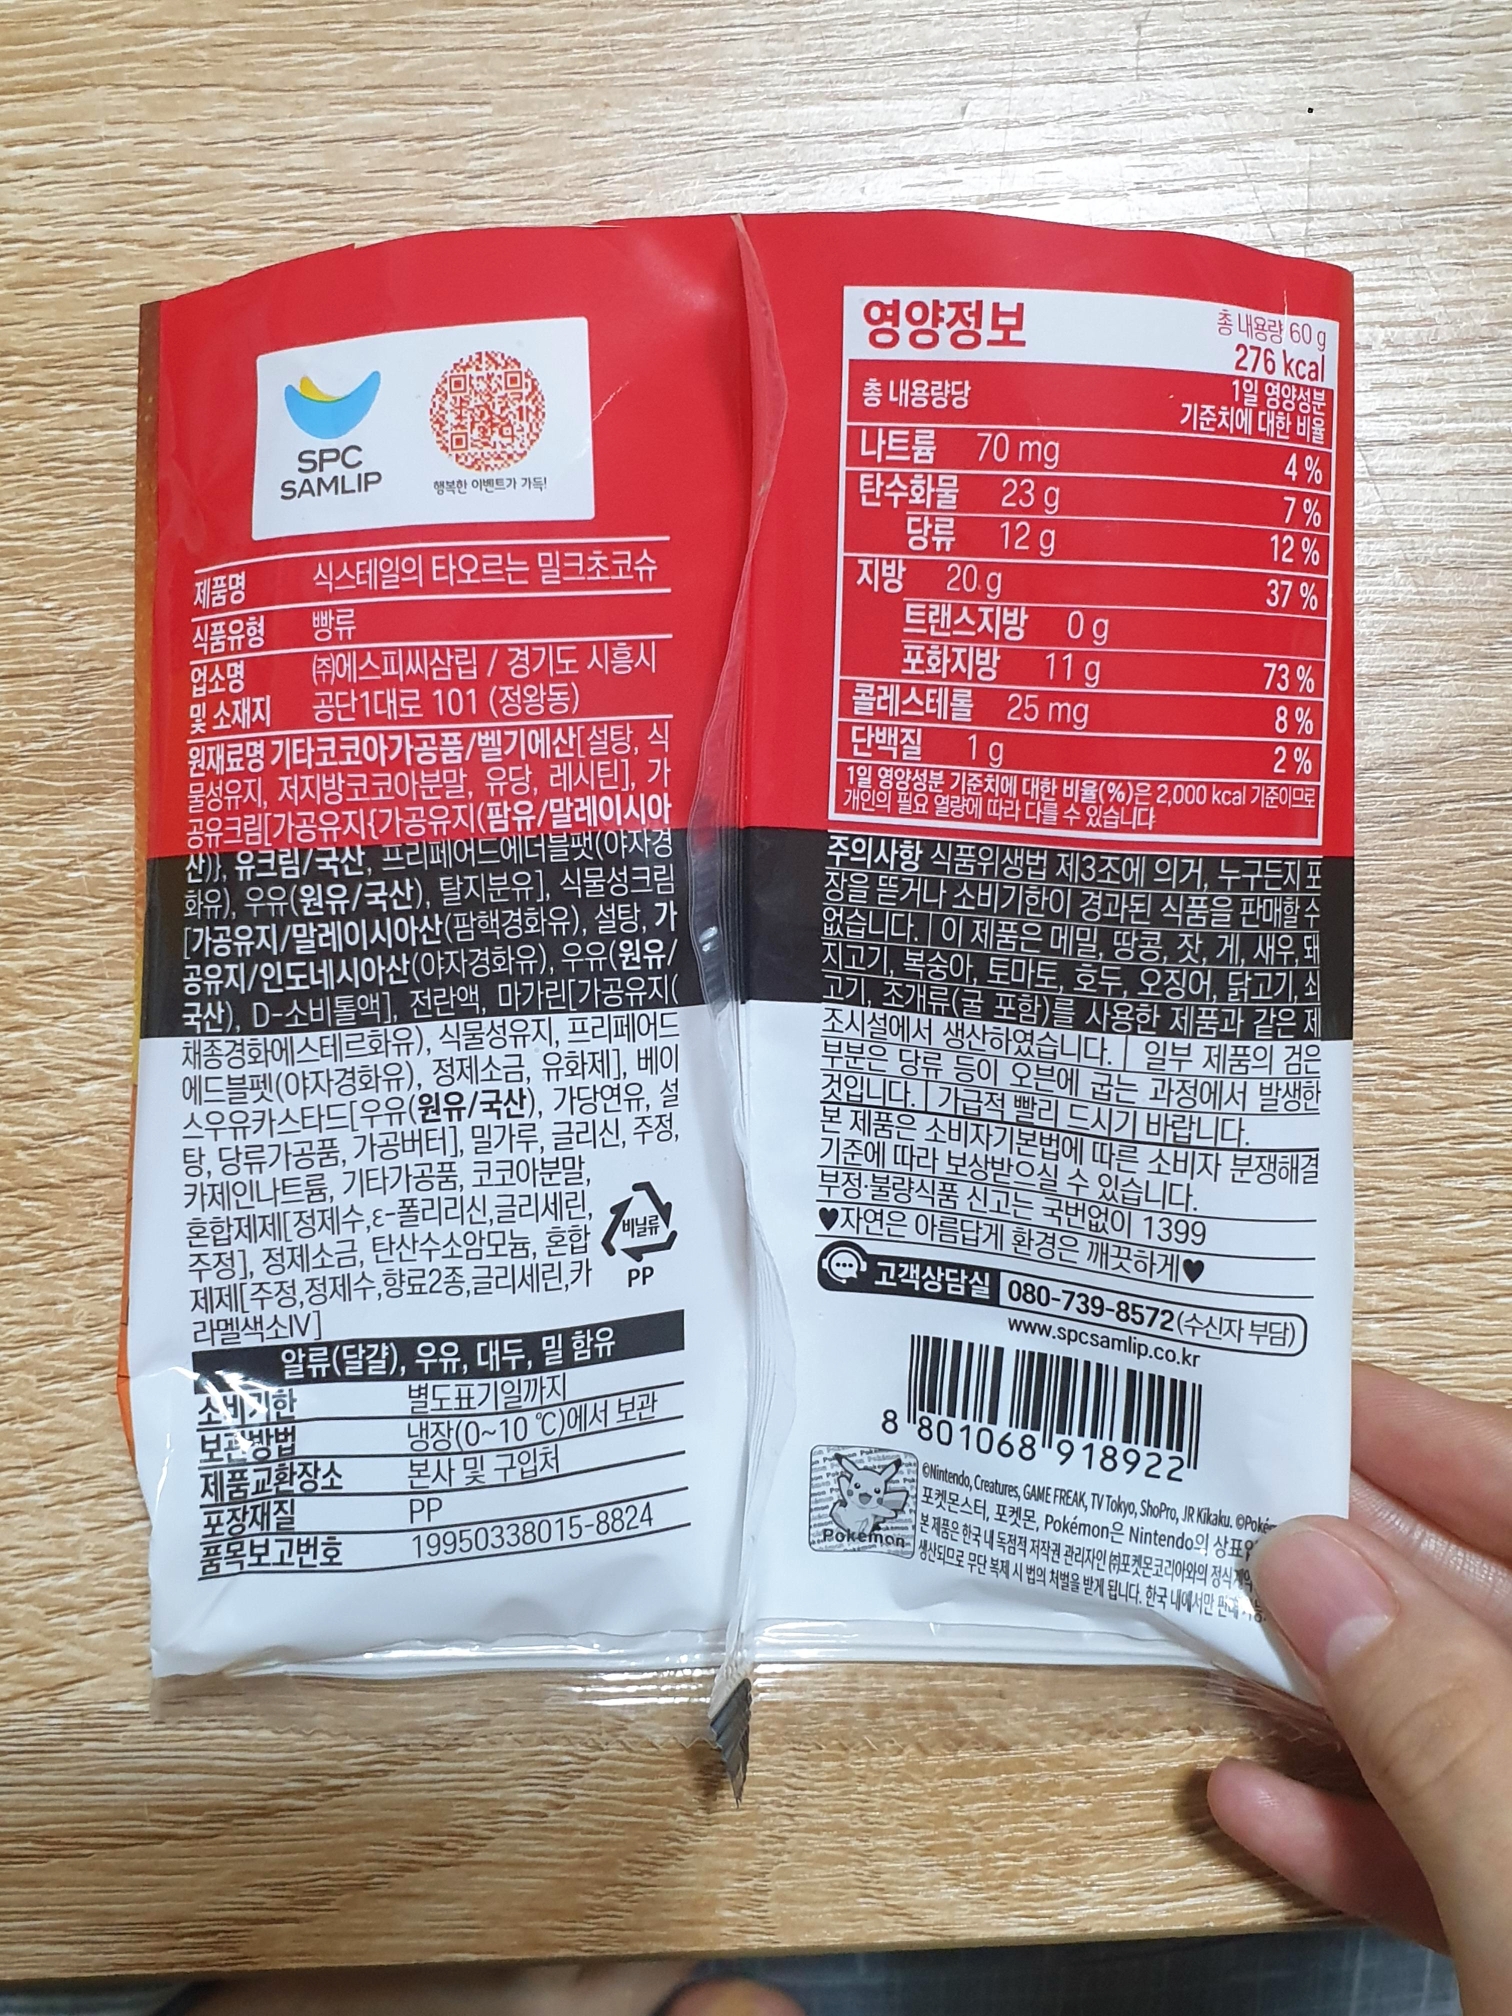 SPC
SAMLIP
행복한 이벤트가 가득!
제품명 식스테일의 타오르는 밀크초코슈
식품유형 빵류
업소명 ㈜에스피씨삼립 / 경기도 시흥시
및 소재지 공단1대로 101 (정왕동)
원재료명 기타코코아가공품/벨기에산[설탕, 식
물성유지, 저지방코코아분말, 유당, 레시틴], 가
공유크림[가공유지{가공유지(팜유/말레이시아
산)}, 유크림/국산, 프리페어드에더블팻(야자경
화유), 우유(원유/국산), 탈지분유], 식물성크림
[가공유지/말레이시아산(팜핵경화유), 설탕, 가
공유지/인도네시아산(야자경화유), 우유(원유/
국산), D-소비톨액], 전란액, 마가린[가공유지(
채종경화에스테르화유), 식물성유지, 프리페어드
에드블펫(야자경화유), 정제소금, 유화제], 베이
스우유카스타드[우유(원유/국산), 가당연유, 설
탕, 당류가공품, 가공버터], 밀가루, 글리신, 주정,
카제인나트륨, 기타가공품, 코코아분말,
혼합제제[정제수,ε-폴리리신,글리세린,
주정], 정제소금, 탄산수소암모늄, 혼합
제제[주정,정제수,향료2종,글리세린,카
라멜색소Ⅳ]
비닐류
PP
알류(달걀), 우유, 대두, 밀 함유
소비기한 별도표기일까지
보관방법 냉장(0~10 ℃)에서 보관
제품교환장소 본사 및 구입처
포장재질 PP
품목보고번호 19950338015-8824
영양정보
총 내용량 60 g
276 kcal
총 내용량당 1일 영양성분
기준치에 대한 비율
나트륨 70 mg 4 %
탄수화물 23 g 7 %
당류 12 g 12 %
지방 20 g 37 %
트랜스지방 0 g
포화지방 11 g 73 %
콜레스테롤 25 mg 8 %
단백질 1 g 2 %
1일 영양성분 기준치에 대한 비율(%)은 2,000 kcal 기준이므로
개인의 필요 열량에 따라 다를 수 있습니다
주의사항 식품위생법 제3조에 의거, 누구든지 포
장을 뜯거나 소비기한이 경과된 식품을 판매할 수
없습니다. | 이 제품은 메밀, 땅콩, 잣, 게, 새우, 돼
지고기, 복숭아, 토마토, 호두, 오징어, 닭고기, 쇠
고기, 조개류(굴 포함)를 사용한 제품과 같은 제
조시설에서 생산하였습니다. | 일부 제품의 검은
부분은 당류 등이 오븐에 굽는 과정에서 발생한
것입니다. | 가급적 빨리 드시기 바랍니다.
본 제품은 소비자기본법에 따른 소비자 분쟁해결
기준에 따라 보상받으실 수 있습니다.
부정·불량식품 신고는 국번없이 1399
♥자연은 아름답게 환경은 깨끗하게♥
고객상담실 080-739-8572(수신자 부담)
www.spcsamlip.co.kr
8 801068 918922
Pokémon
©Nintendo, Creatures, GAME FREAK, TV Tokyo, ShoPro, JR Kikaku. ©Poké
포켓몬스터, 포켓몬, Pokémon은 Nintendo의 상표
본 제품은 한국 내 독점적 저작권 관리자인 ㈜포켓몬코리아와의 정식
생산되므로 무단 복제 시 법의 처벌을 받게 됩니다. 한국 내에서만